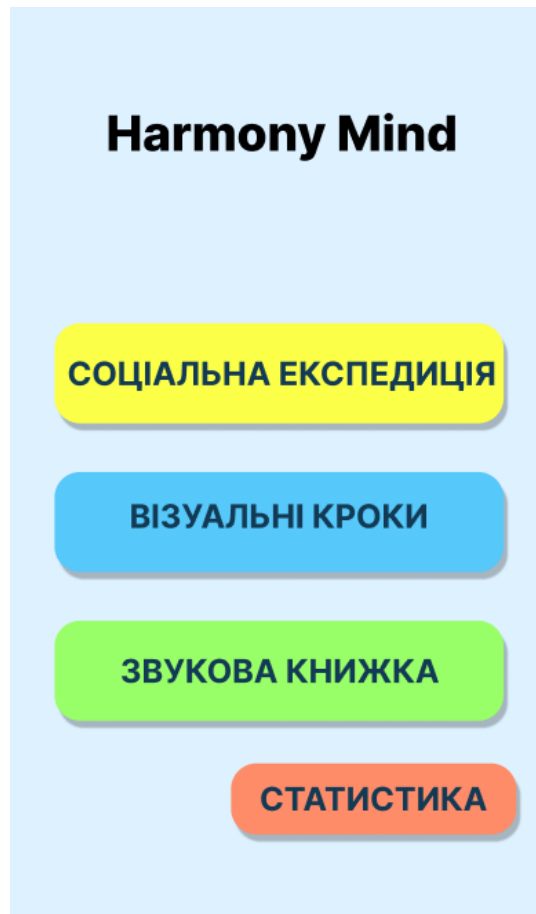 Harmony Mind
СОЦІАЛЬНА ЕКСПЕДИЦІЯ
ВІЗУАЛЬНІ КРОКИ
ЗВУКОВА КНИЖКА
СТАТИСТИКА